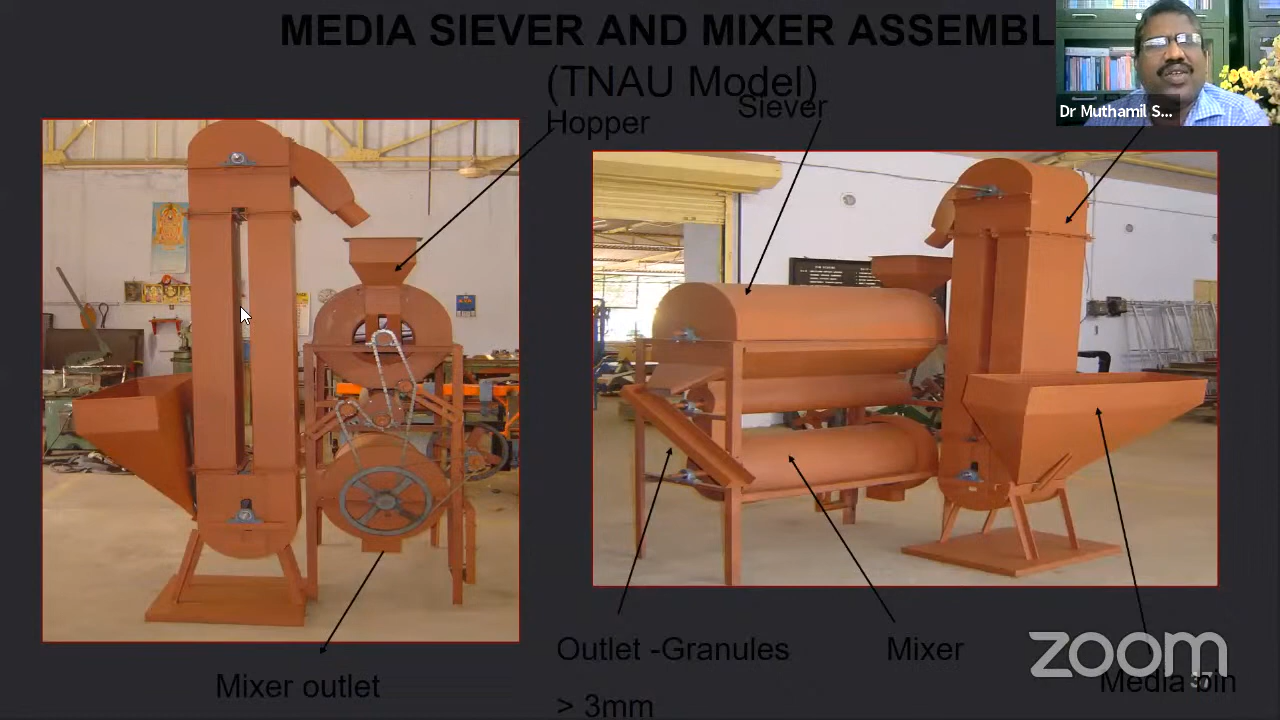 MEDIA SIEVER AND MIXER ASSEMBL
(TNAU Model)
Dr Muthamil S...
Hopper
Siever
Outlet -Granules
> 3mm
Mixer
Mixer outlet
Media bin
zoom
37